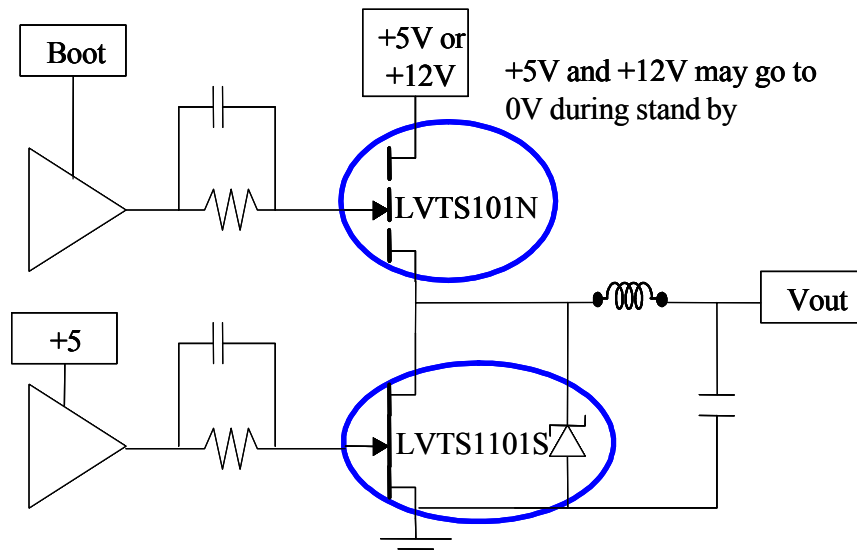 Boot
+5V or
+12V
+5V and +12V may go to
0V during stand by
LVTS101N
Vout
+5
LVTS1101S